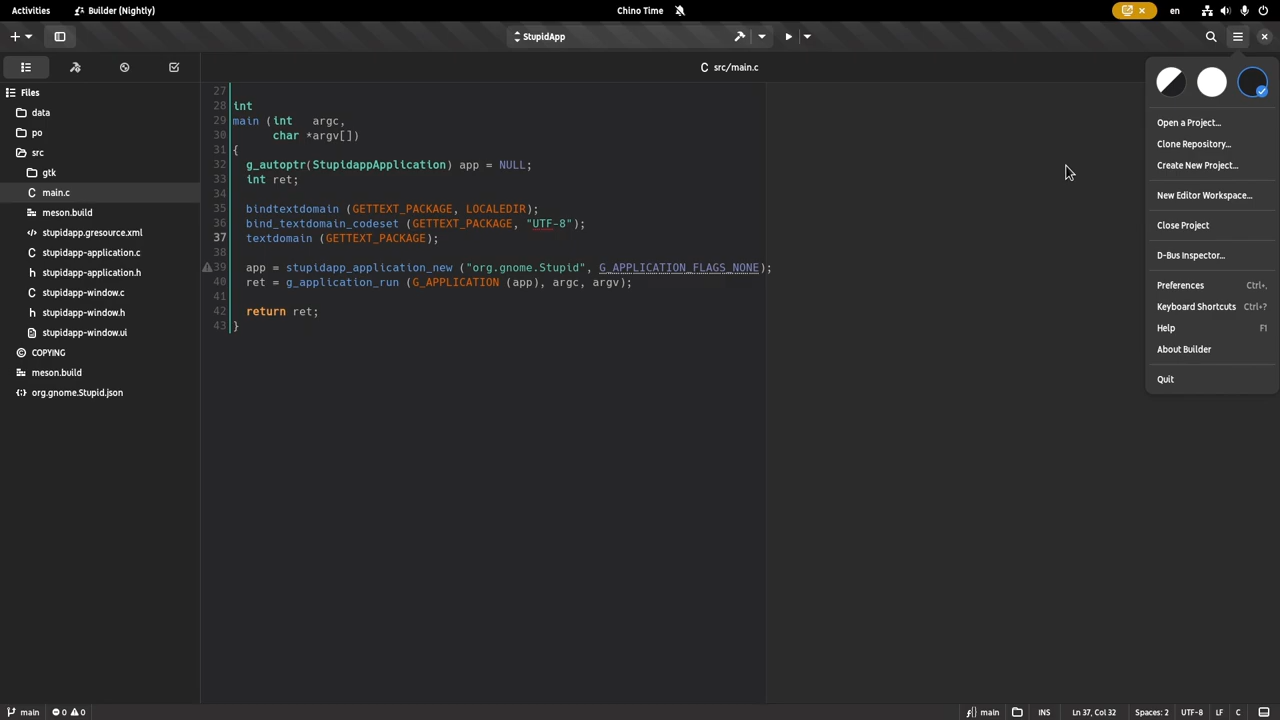 Activities
Builder (Nightly)
Chino Time
en
StupidApp
src/main.c
Files
data
po
src
gtk
main.c
meson.build
stupidapp.gresource.xml
stupidapp-application.c
stupidapp-application.h
stupidapp-window.c
stupidapp-window.h
stupidapp-window.ui
COPYING
meson.build
org.gnome.Stupid.json
27
28 int
29 main (int   argc,
30       char *argv[])
31 {
32   g_autoptr(StupidappApplication) app = NULL;
33   int ret;
34
35   bindtextdomain (GETTEXT_PACKAGE, LOCALEDIR);
36   bind_textdomain_codeset (GETTEXT_PACKAGE, "UTF-8");
37   textdomain (GETTEXT_PACKAGE);
38
39   app = stupidapp_application_new ("org.gnome.Stupid", G_APPLICATION_FLAGS_NONE);
40   ret = g_application_run (G_APPLICATION (app), argc, argv);
41
42   return ret;
43 }
Open a Project...
Clone Repository...
Create New Project...
New Editor Workspace...
Close Project
D-Bus Inspector...
Preferences Ctrl+,
Keyboard Shortcuts Ctrl+?
Help F1
About Builder
Quit
main 0 0 main INS Ln 37, Col 32 Spaces: 2 UTF-8 LF C